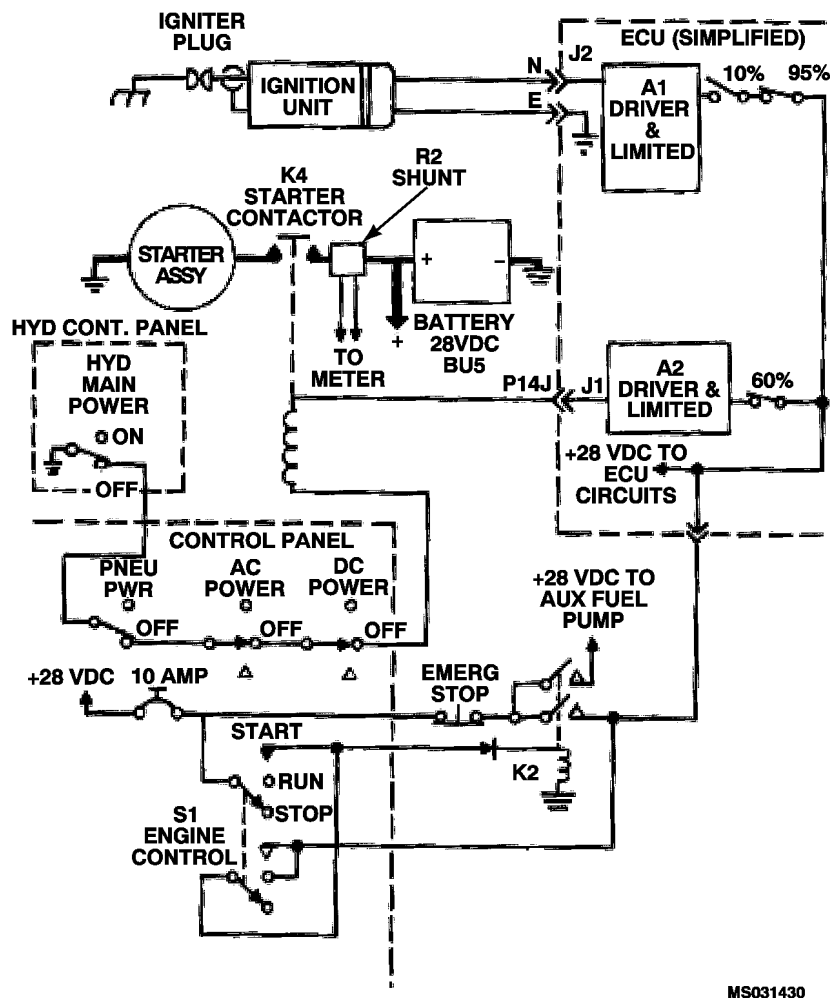 IGNITER
PLUG
IGNITION
UNIT
N
E
J2
ECU (SIMPLIFIED)
A1
DRIVER
&
LIMITED
10%
95%
K4
STARTER
CONTACTOR
R2
SHUNT
STARTER
ASSY
+
−
BATTERY
28VDC
BU5
+
TO
METER
HYD CONT. PANEL
HYD
MAIN
POWER
ON
OFF
P14J
J1
A2
DRIVER &
LIMITED
60%
+28 VDC TO
ECU
CIRCUITS
CONTROL PANEL
PNEU
PWR
OFF
AC
POWER
OFF
DC
POWER
OFF
+28 VDC TO
AUX FUEL
PUMP
+28 VDC
10 AMP
EMERG
STOP
START
RUN
STOP
K2
S1
ENGINE
CONTROL
MS031430